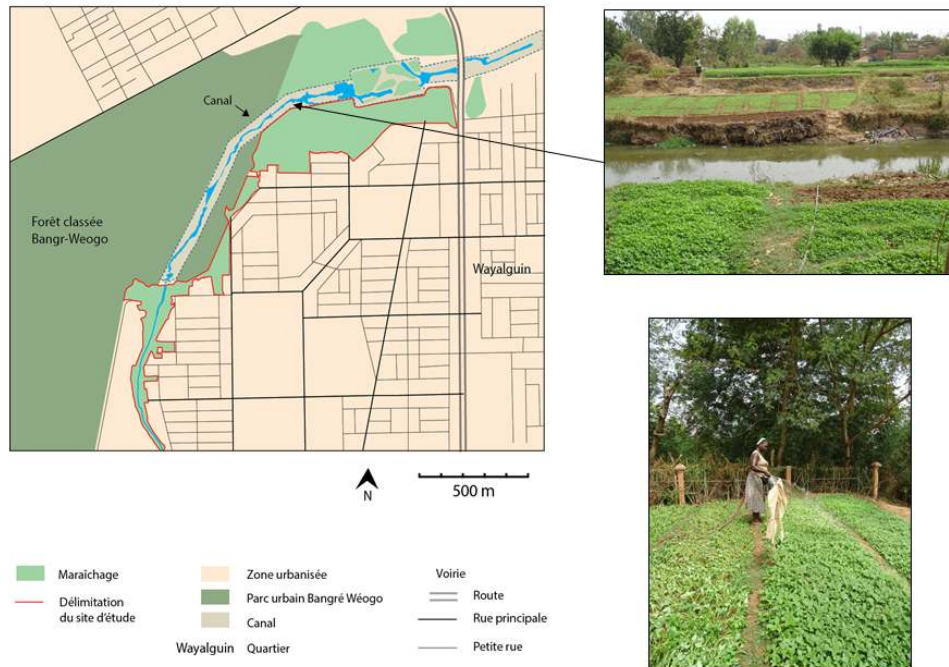 Canal
Forêt classée
Bangr-Weogo
Wayalguin
N
500 m
Maraîchage
Délimitation
du site d'étude
Zone urbanisée
Parc urbain Bangré Wéogo
Canal
Wayalguin Quartier
Voirie
Route
Rue principale
Petite rue